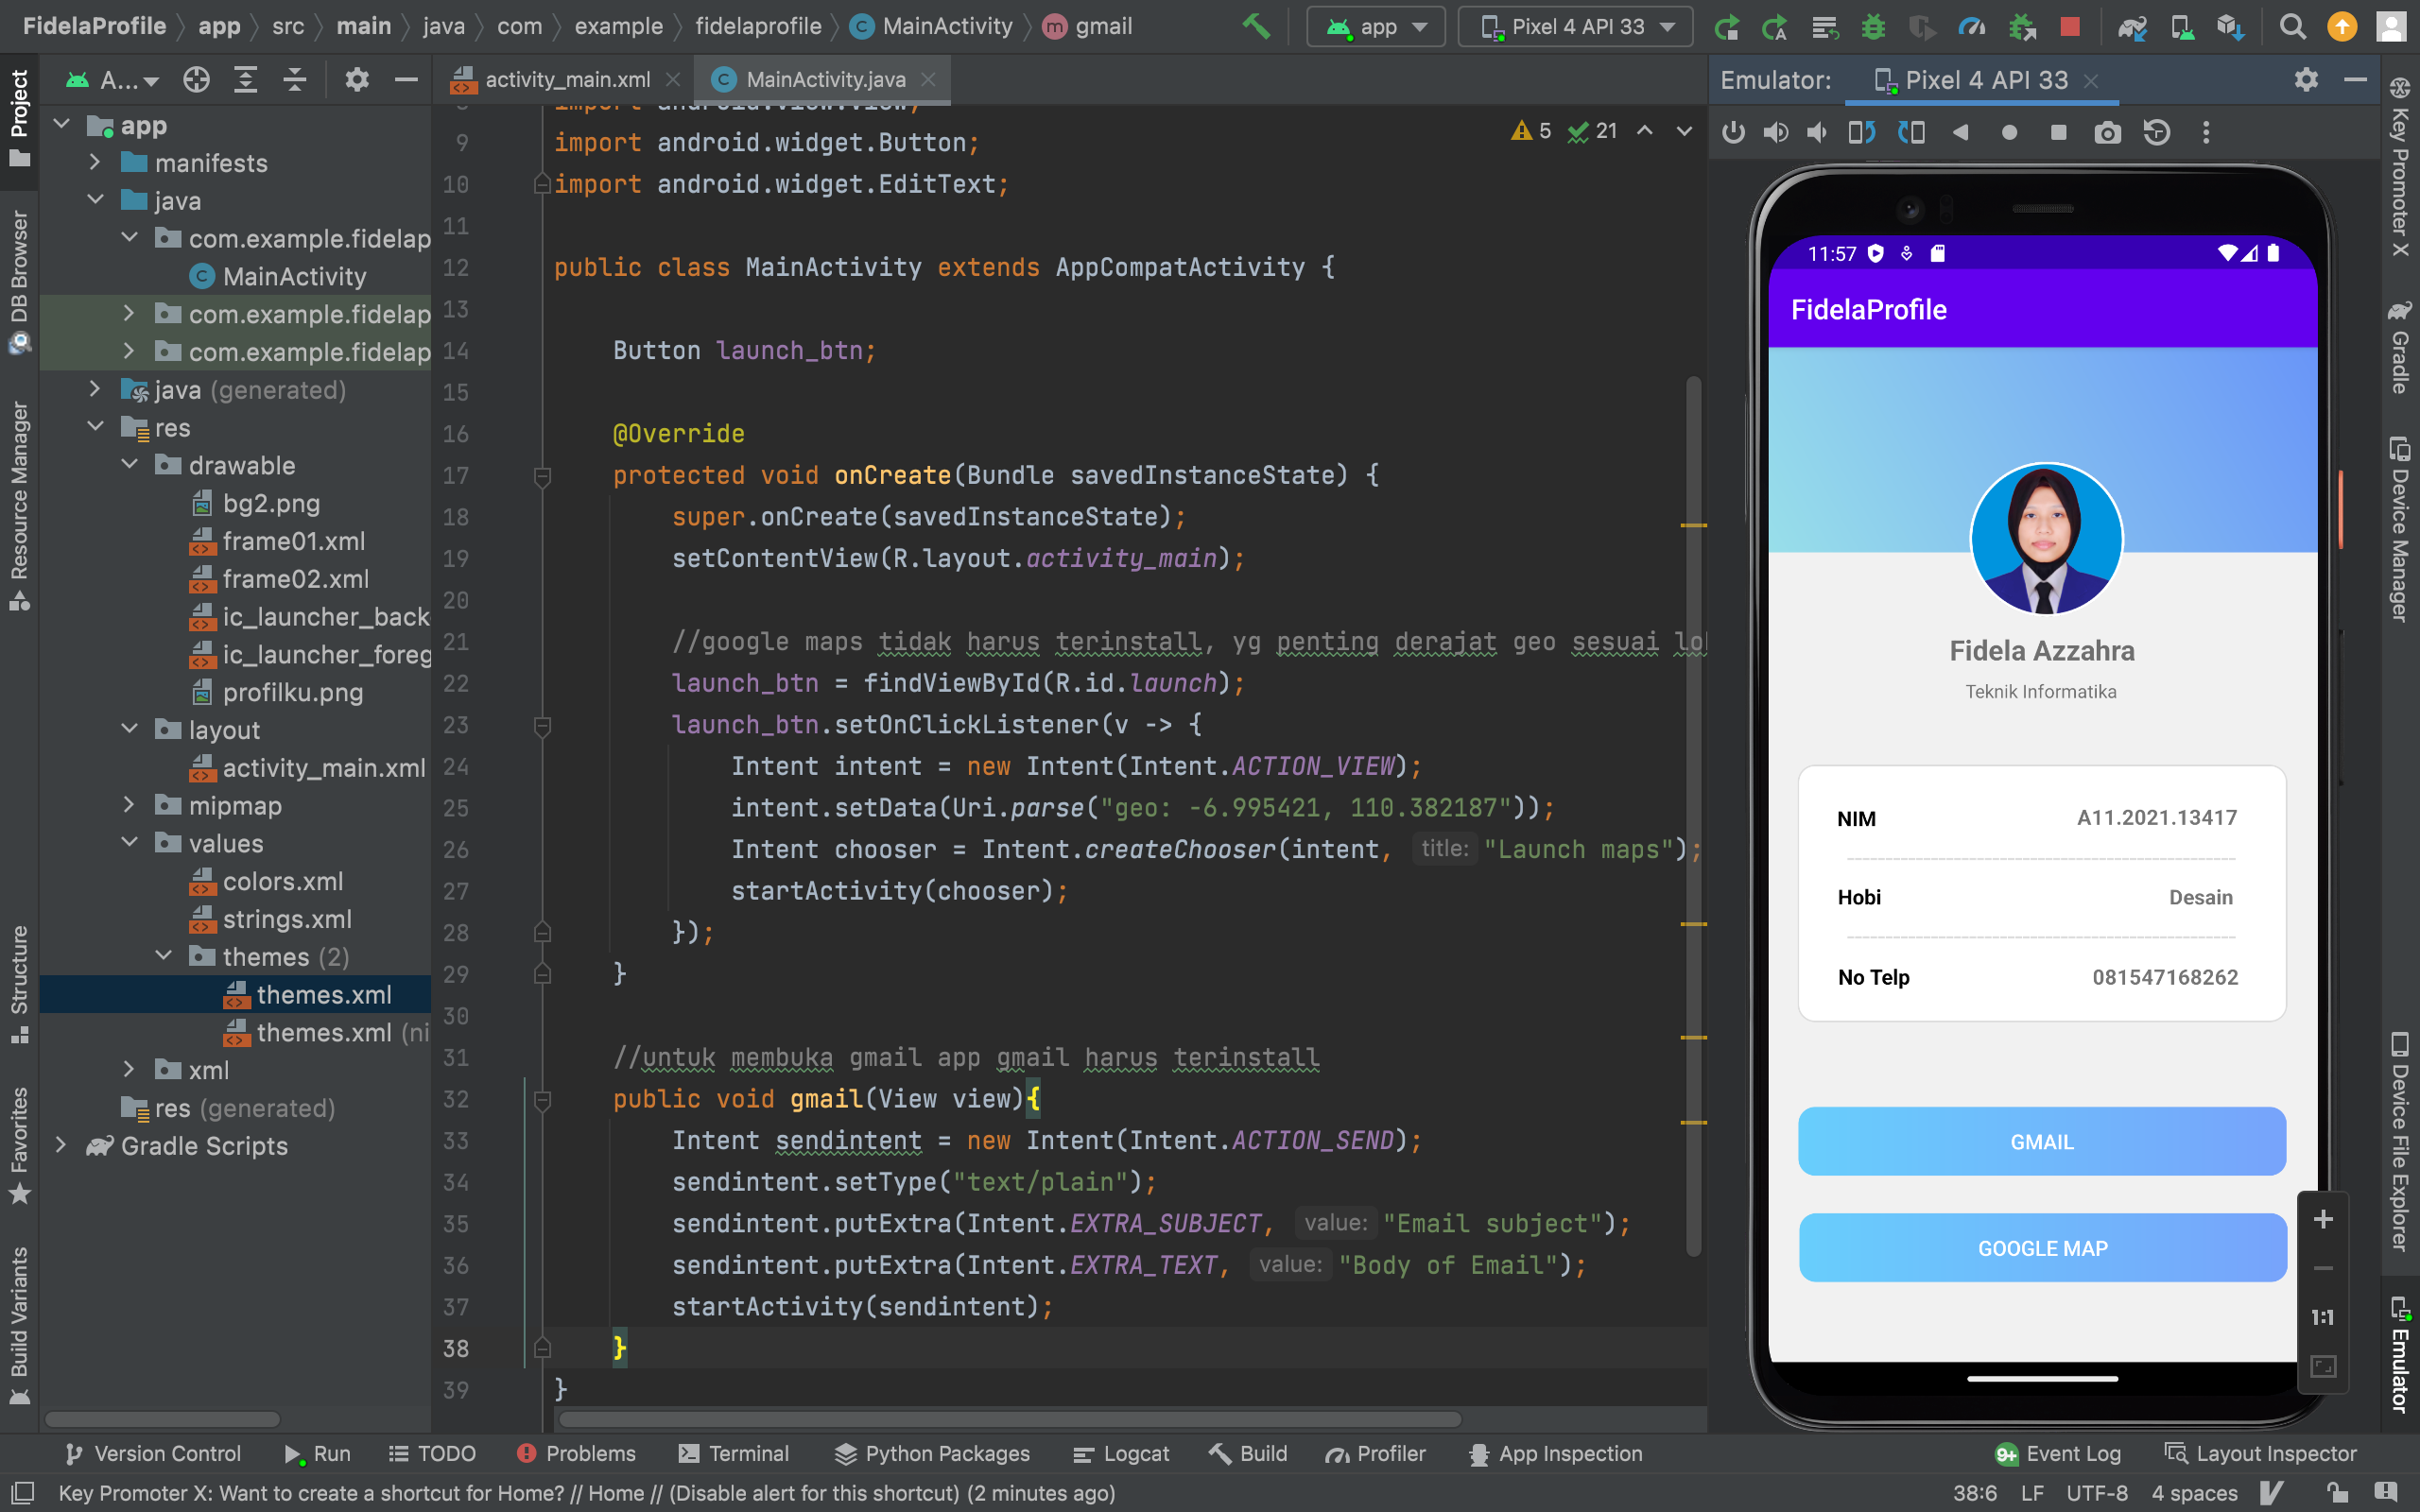 FidelaProfile app src main java com example fidelaprofile MainActivity gmail
app
Pixel 4 API 33
Project
DB Browser
Resource Manager
Structure
Favorites
Build Variants
A...
app
manifests
java
com.example.fidelap
MainActivity
com.example.fidelap
com.example.fidelap
java (generated)
res
drawable
bg2.png
frame01.xml
frame02.xml
ic_launcher_back
ic_launcher_foreg
profilku.png
layout
activity_main.xml
mipmap
values
colors.xml
strings.xml
themes (2)
themes.xml
themes.xml (ni
xml
res (generated)
Gradle Scripts
activity_main.xml
MainActivity.java
5 21
8 import android.view.View;
9 import android.widget.Button;
10 import android.widget.EditText;
11
12 public class MainActivity extends AppCompatActivity {
13
14 Button launch_btn;
15
16 @Override
17 protected void onCreate(Bundle savedInstanceState) {
18 super.onCreate(savedInstanceState);
19 setContentView(R.layout.activity_main);
20
21 //google maps tidak harus terinstall, yg penting derajat geo sesuai lo
22 launch_btn = findViewById(R.id.launch);
23 launch_btn.setOnClickListener(v -> {
24 Intent intent = new Intent(Intent.ACTION_VIEW);
25 intent.setData(Uri.parse("geo: -6.995421, 110.382187"));
26 Intent chooser = Intent.createChooser(intent, title: "Launch maps");
27 startActivity(chooser);
28 });
29 }
30
31 //untuk membuka gmail app gmail harus terinstall
32 public void gmail(View view){
33 Intent sendintent = new Intent(Intent.ACTION_SEND);
34 sendintent.setType("text/plain");
35 sendintent.putExtra(Intent.EXTRA_SUBJECT, value: "Email subject");
36 sendintent.putExtra(Intent.EXTRA_TEXT, value: "Body of Email");
37 startActivity(sendintent);
38 }
39 }
Emulator:
Pixel 4 API 33
11:57
FidelaProfile
Fidela Azzahra
Teknik Informatika
NIM A11.2021.13417
Hobi Desain
No Telp 081547168262
GMAIL
GOOGLE MAP
1:1
Key Promoter X
Gradle
Device Manager
Device File Explorer
Emulator
Version Control
Run
TODO
Problems
Terminal
Python Packages
Logcat
Build
Profiler
App Inspection
9+ Event Log
Layout Inspector
Key Promoter X: Want to create a shortcut for Home? // Home // (Disable alert for this shortcut) (2 minutes ago)
38:6 LF UTF-8 4 spaces